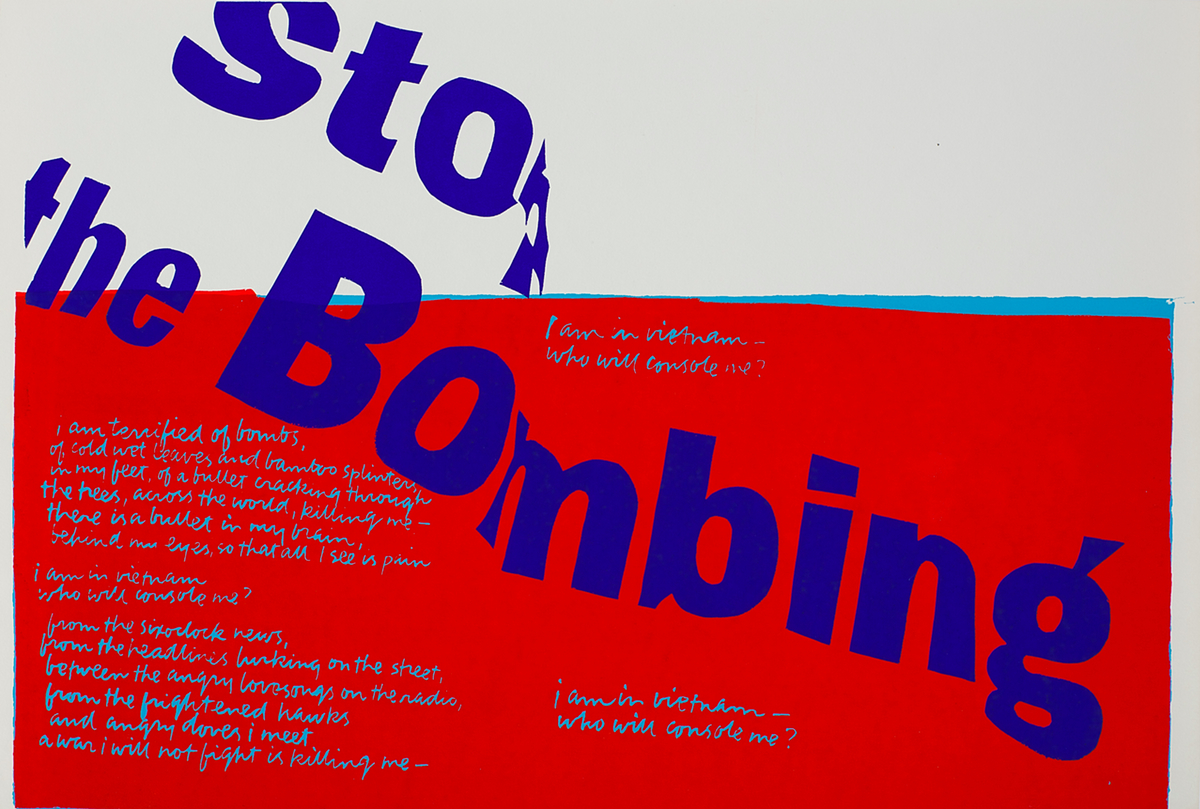 Stop
the Bombing
I am in vietnam —
who will console me?
i am terrified of bombs,
of cold wet leaves and bamboo splinters,
in my feet, of a bullet cracking through
the trees, across the world, killing me —
there is a bullet in my brain,
behind my eyes, so that all I see is pain
i am in vietnam
who will console me?
from the sixoclock news,
from the headlines lurking on the street,
between the angry lovesongs on the radio,
from the frightened hawks
and angry doves i meet
a war i will not fight is killing me —
i am in vietnam —
who will console me?